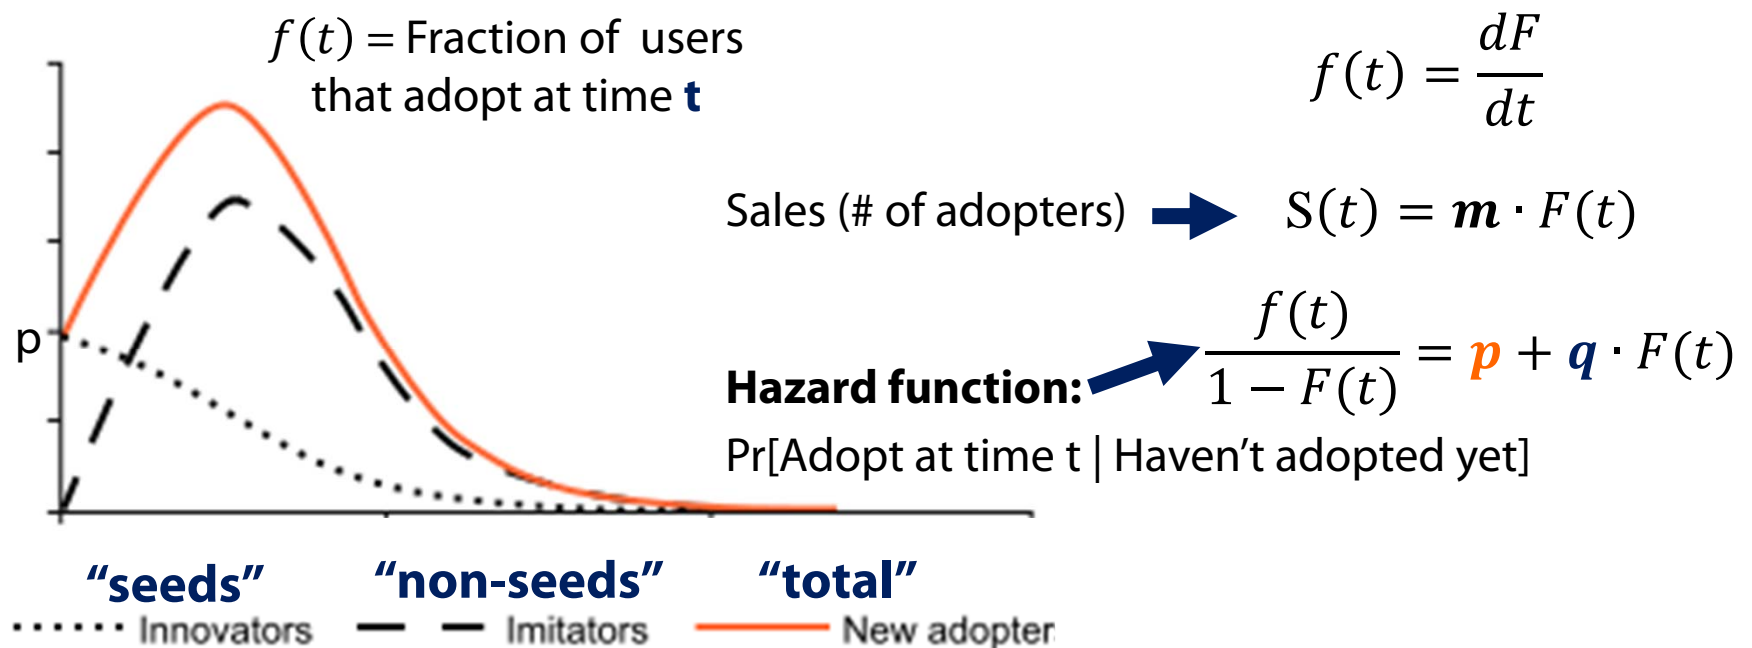 f(t) = Fraction of users
that adopt at time t
f(t) = dF/dt
Sales (# of adopters)
S(t) = m · F(t)
p
f(t)/(1 − F(t)) = p + q · F(t)
Hazard function:
Pr[Adopt at time t | Haven’t adopted yet]
“seeds” “non-seeds” “total”
Innovators Imitators New adopter